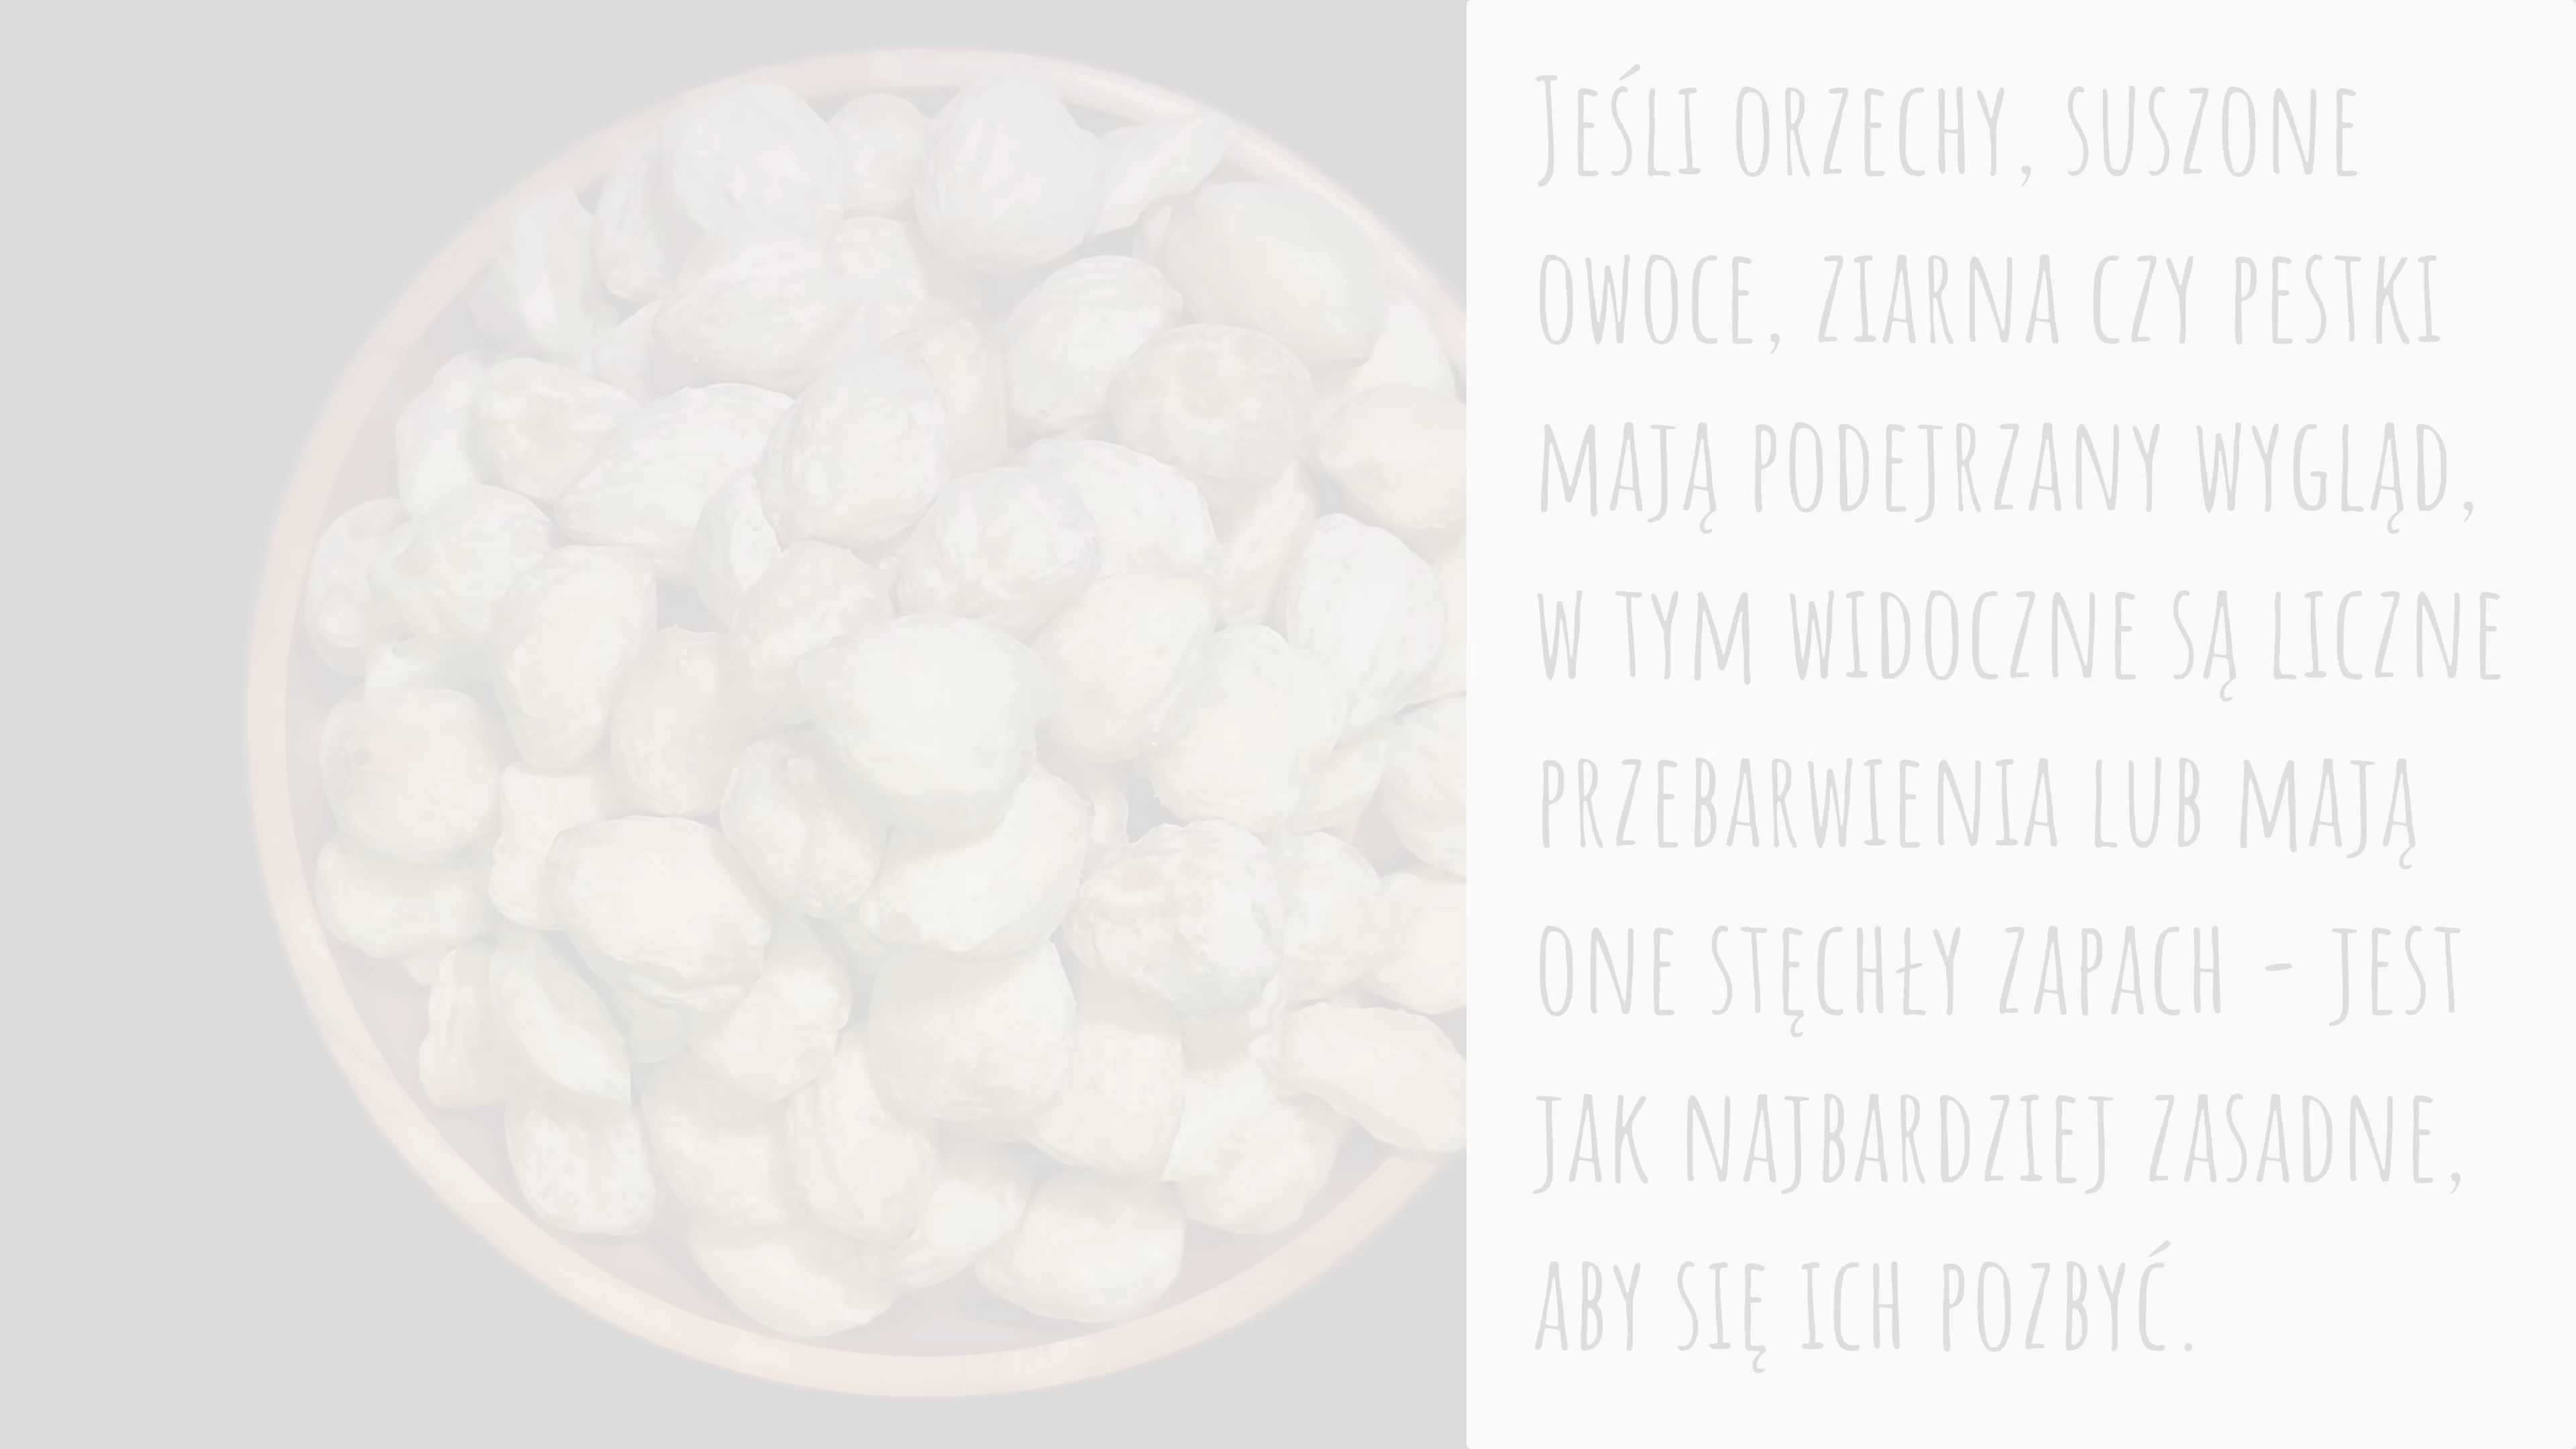 Jeśli orzechy, suszone
owoce, ziarna czy pestki
mają podejrzany wygląd,
w tym widoczne są liczne
przebarwienia lub mają
one stęchły zapach - jest
jak najbardziej zasadne,
aby się ich pozbyć.